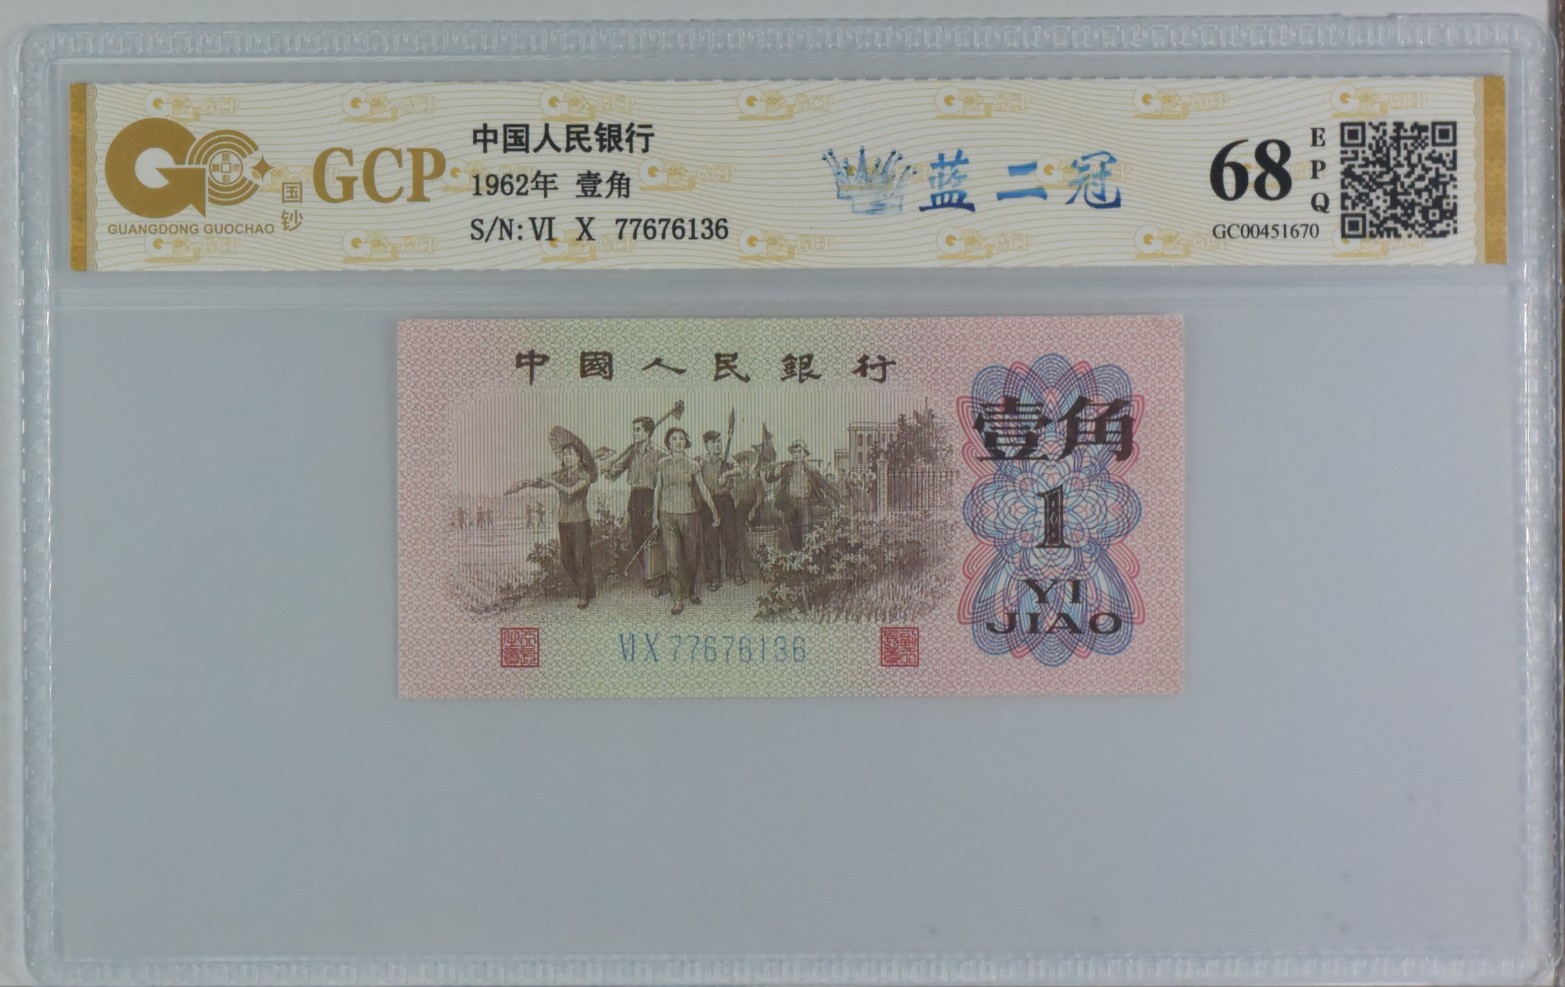 GUANGDONG GUOCHAO
国钞
GCP
中国人民银行
1962年 壹角
S/N: VI X 77676136
蓝二冠
68
EPQ
GC00451670
中國人民銀行
壹角
1
YI
JIAO
VI X 77676136